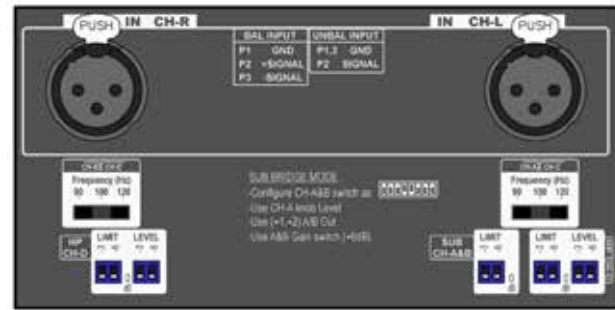 PUSH IN CH-R
IN CH-L PUSH
BAL INPUT
P1 GND
P2 +SIGNAL
P3 -SIGNAL
UNBAL INPUT
P1,3 GND
P2 SIGNAL
Frequency (Hz)
90 100 120
SUB BRIDGE MODE
-Configure CH-A&B switch as
-Use CH-A knob Level
-Use (+1,+2) A/B Out
-Use A&B Gain switch (+6dB)
Frequency (Hz)
90 100 120
HP
CH-D
LIMIT
LEVEL
SUB
CH-A&B
LIMIT
LIMIT
LEVEL